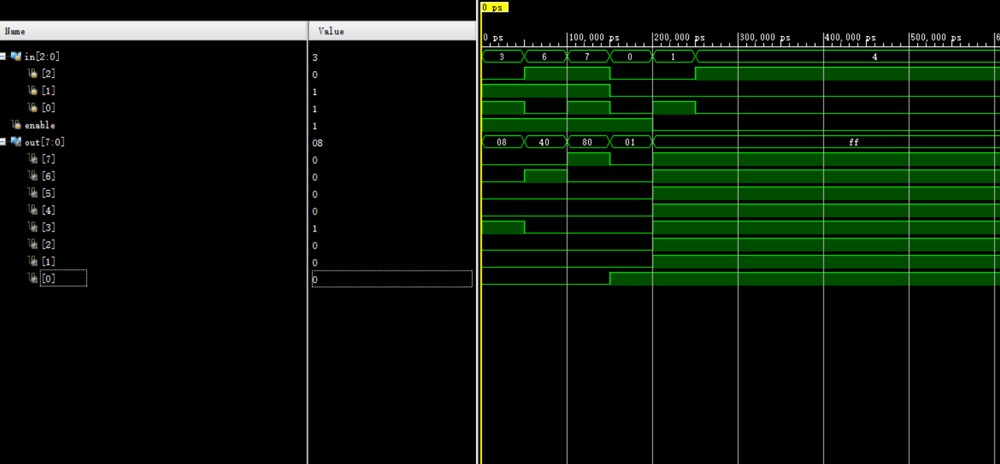 0 ps
Name Value
0 ps 100,000 ps 200,000 ps 300,000 ps 400,000 ps 500,000 ps 6
in[2:0] 3 3 6 7 0 1 4
[2] 0
[1] 1
[0] 1
enable 1
out[7:0] 08 08 40 80 01 ff
[7] 0
[6] 0
[5] 0
[4] 0
[3] 1
[2] 0
[1] 0
[0] 0